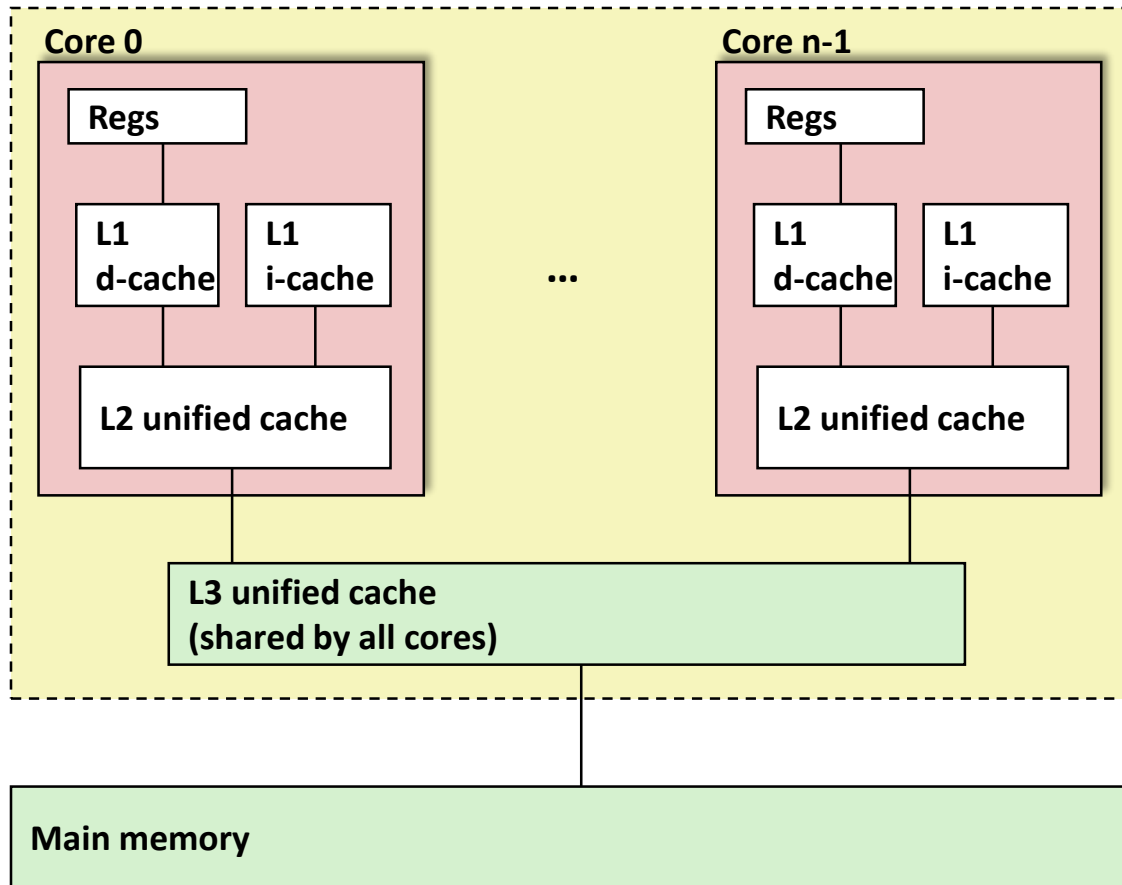 Core 0
Regs
L1
d-cache
L1
i-cache
L2 unified cache
...
Core n-1
Regs
L1
d-cache
L1
i-cache
L2 unified cache
L3 unified cache
(shared by all cores)
Main memory